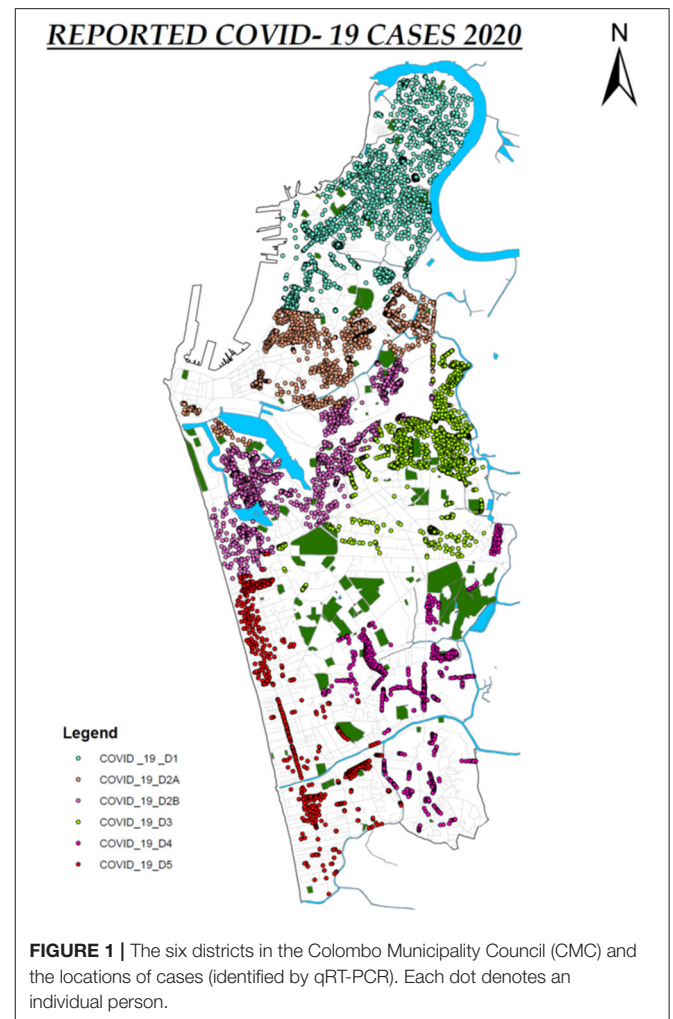 REPORTED COVID- 19 CASES 2020
N
Legend
COVID _19 _D1
COVID_19_D2A
COVID_19_D2B
COVID_19_D3
COVID_19_D4
COVID_19_D5
FIGURE 1 | The six districts in the Colombo Municipality Council (CMC) and
the locations of cases (identified by qRT-PCR). Each dot denotes an
individual person.